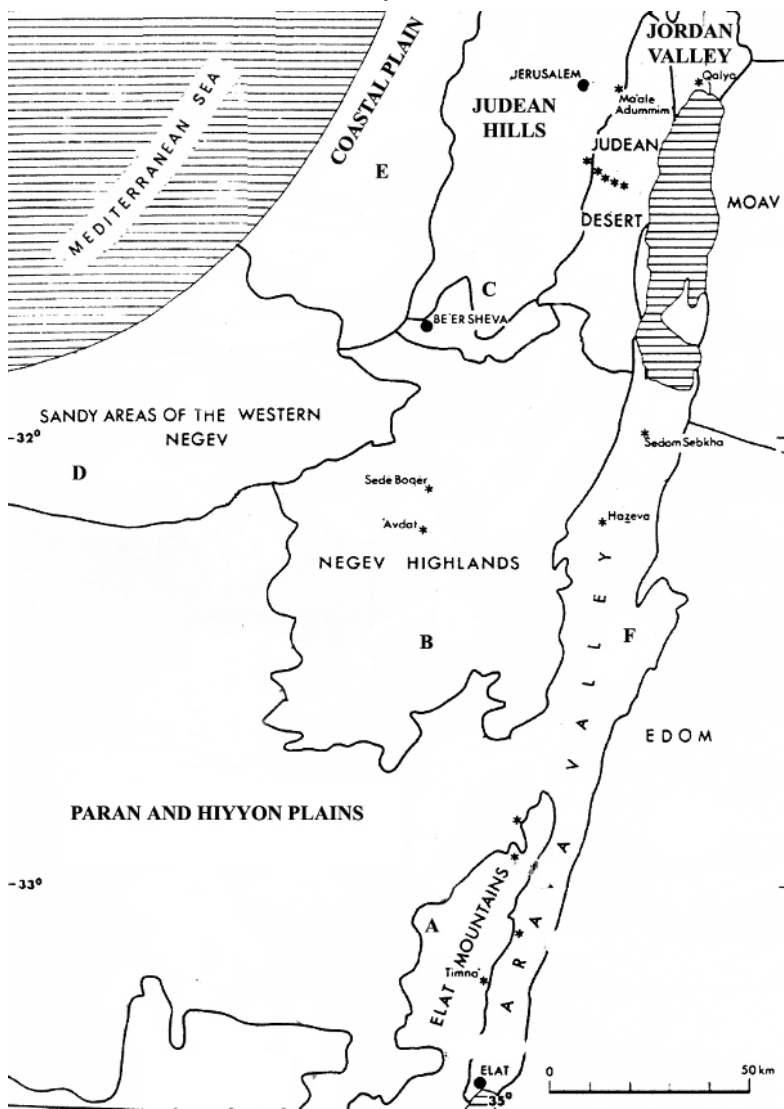 JORDAN
VALLEY
COASTAL PLAIN
MEDITERRANEAN SEA
JERUSALEM
Qalya
JUDEAN
HILLS
Ma'ale
Adummim
JUDEAN
E
MOAV
DESERT
C
BE'ER SHEVA
SANDY AREAS OF THE WESTERN
NEGEV
32°
Sedom Sebkha
D
Sede Boqer
'Avdat
Hazeva
NEGEV HIGHLANDS
B
F
ARA'VA VALLEY
EDOM
PARAN AND HIYYON PLAINS
33°
A
ELAT MOUNTAINS
Timna'
ELAT
0 50 km
35°